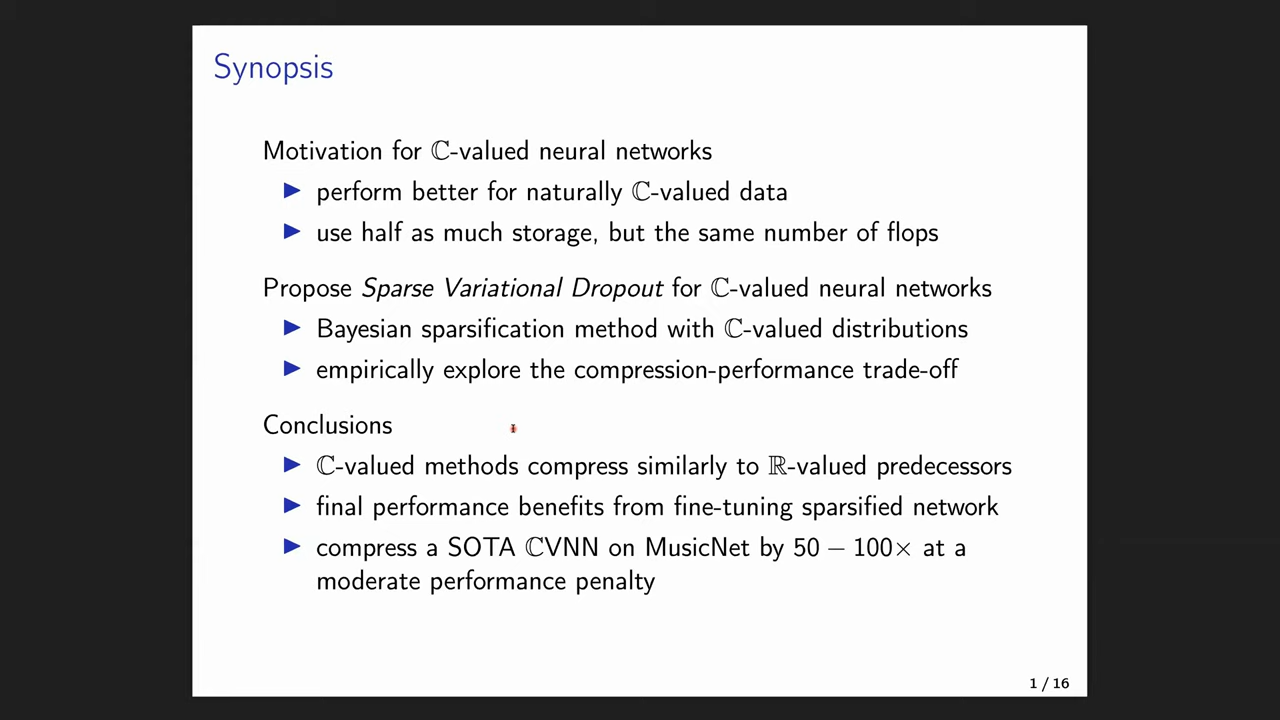 Synopsis
Motivation for ℂ-valued neural networks
▶ perform better for naturally ℂ-valued data
▶ use half as much storage, but the same number of flops
Propose Sparse Variational Dropout for ℂ-valued neural networks
▶ Bayesian sparsification method with ℂ-valued distributions
▶ empirically explore the compression-performance trade-off
Conclusions
▶ ℂ-valued methods compress similarly to ℝ-valued predecessors
▶ final performance benefits from fine-tuning sparsified network
▶ compress a SOTA ℂVNN on MusicNet by 50 – 100× at a
moderate performance penalty
1 / 16